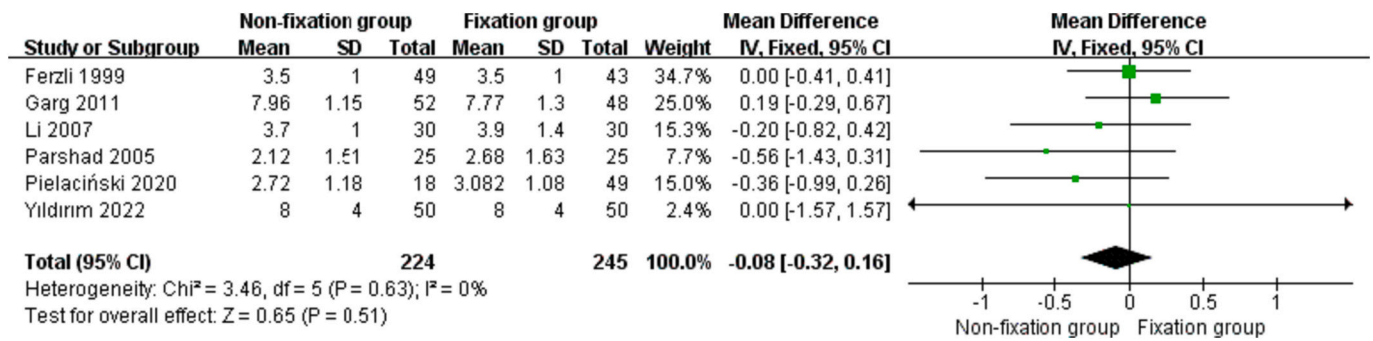 Non-fixation group Fixation group Mean Difference Mean Difference
Study or Subgroup Mean SD Total Mean SD Total Weight IV, Fixed, 95% CI IV, Fixed, 95% CI
Ferzli 1999 3.5 1 49 3.5 1 43 34.7% 0.00 [-0.41, 0.41]
Garg 2011 7.96 1.15 52 7.77 1.3 48 25.0% 0.19 [-0.29, 0.67]
Li 2007 3.7 1 30 3.9 1.4 30 15.3% -0.20 [-0.82, 0.42]
Parshad 2005 2.12 1.51 25 2.68 1.63 25 7.7% -0.56 [-1.43, 0.31]
Pielaciński 2020 2.72 1.18 18 3.082 1.08 49 15.0% -0.36 [-0.99, 0.26]
Yıldırım 2022 8 4 50 8 4 50 2.4% 0.00 [-1.57, 1.57]
Total (95% CI) 224 245 100.0% -0.08 [-0.32, 0.16]
Heterogeneity: Chi² = 3.46, df = 5 (P = 0.63); I² = 0%
Test for overall effect: Z = 0.65 (P = 0.51)
-1 -0.5 0 0.5 1
Non-fixation group Fixation group